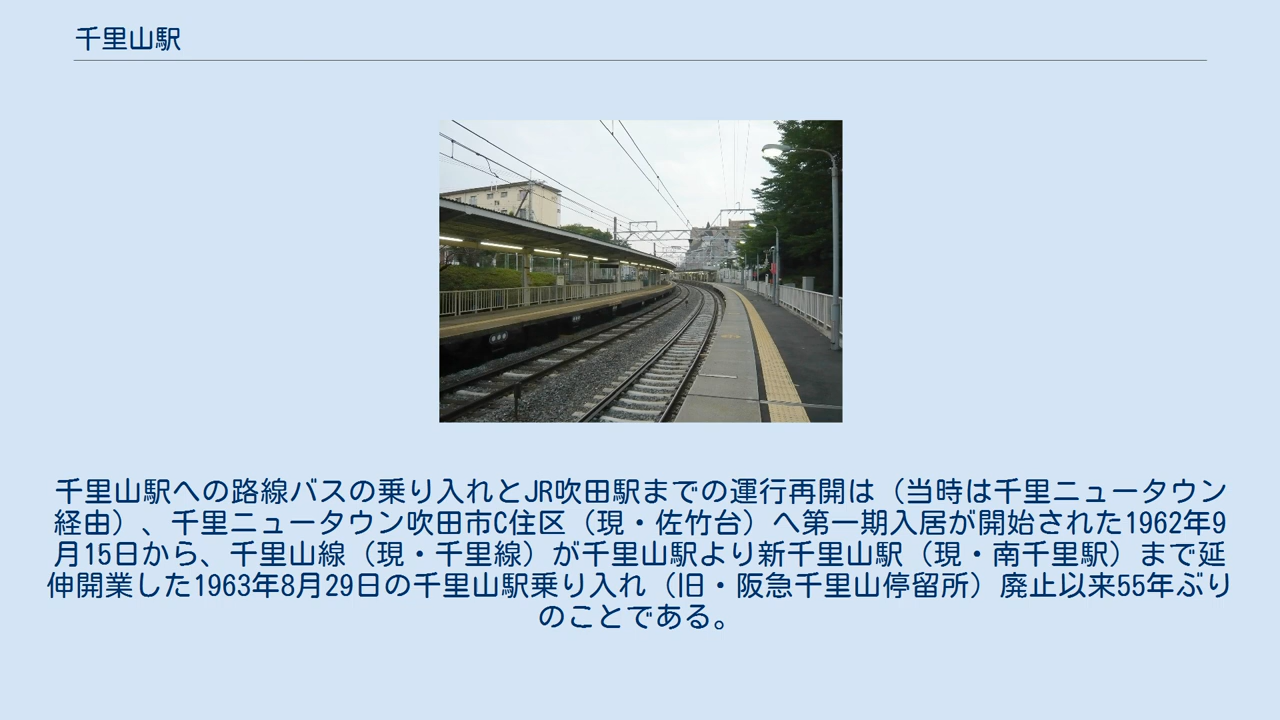 千里山駅
千里山駅への路線バスの乗り入れとJR吹田駅までの運行再開は（当時は千里ニュータウン
経由）、千里ニュータウン吹田市C住区（現・佐竹台）へ第一期入居が開始された1962年9
月15日から、千里山線（現・千里線）が千里山駅より新千里山駅（現・南千里駅）まで延
伸開業した1963年8月29日の千里山駅乗り入れ（旧・阪急千里山停留所）廃止以来55年ぶり
のことである。